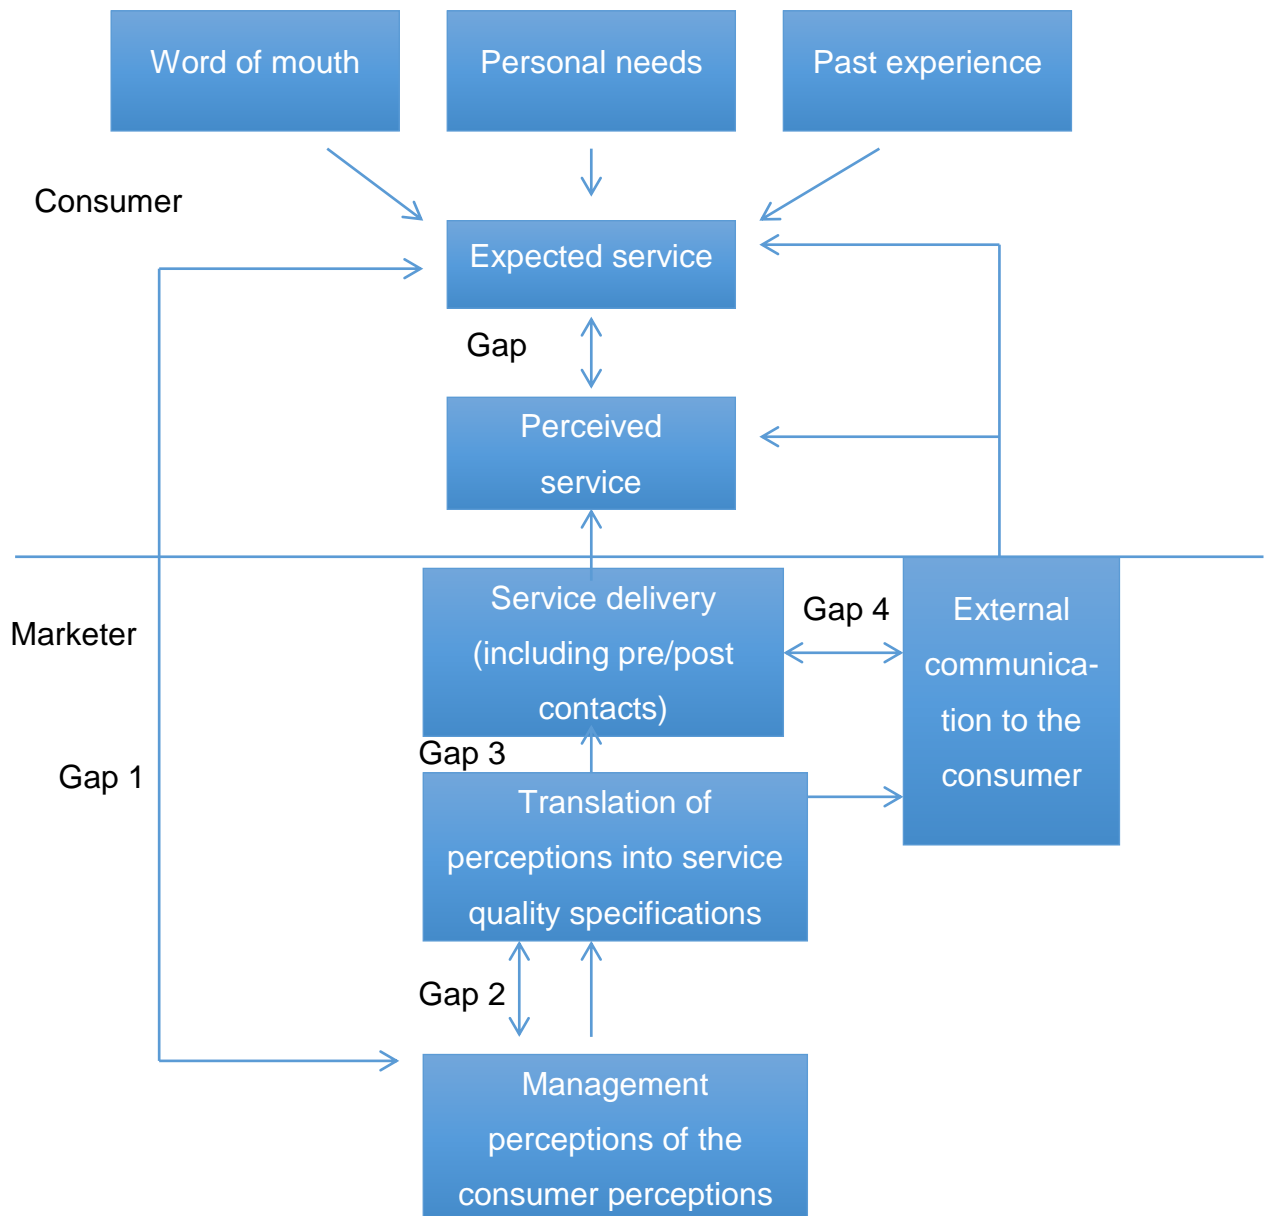 Word of mouth
Personal needs
Past experience
Consumer
Expected service
Gap
Perceived
service
Service delivery
(including pre/post
contacts)
Gap 4
External
communica-
tion to the
consumer
Marketer
Gap 3
Gap 1
Translation of
perceptions into service
quality specifications
Gap 2
Management
perceptions of the
consumer perceptions